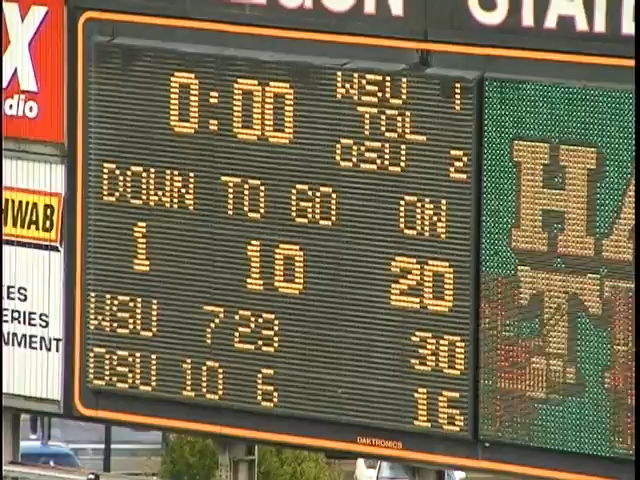 STATE
X
dio
HWAB
ES
ERIES
NMENT
0:00 WSU 1
TOL
OSU 2
DOWN TO GO ON
1 10 20
WSU 7 23 30
OSU 10 6 16
DAKTRONICS